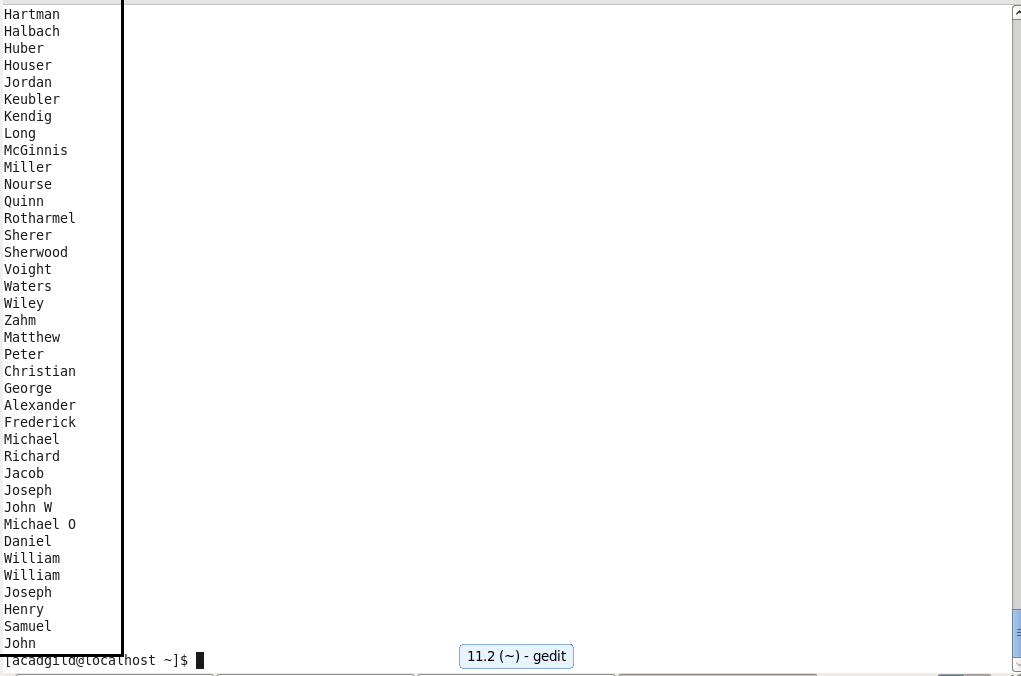 Hartman
Halbach
Huber
Houser
Jordan
Keubler
Kendig
Long
McGinnis
Miller
Nourse
Quinn
Rotharmel
Sherer
Sherwood
Voight
Waters
Wiley
Zahm
Matthew
Peter
Christian
George
Alexander
Frederick
Michael
Richard
Jacob
Joseph
John W
Michael O
Daniel
William
William
Joseph
Henry
Samuel
John
[acadgild@localhost ~]$
11.2 (~) - gedit